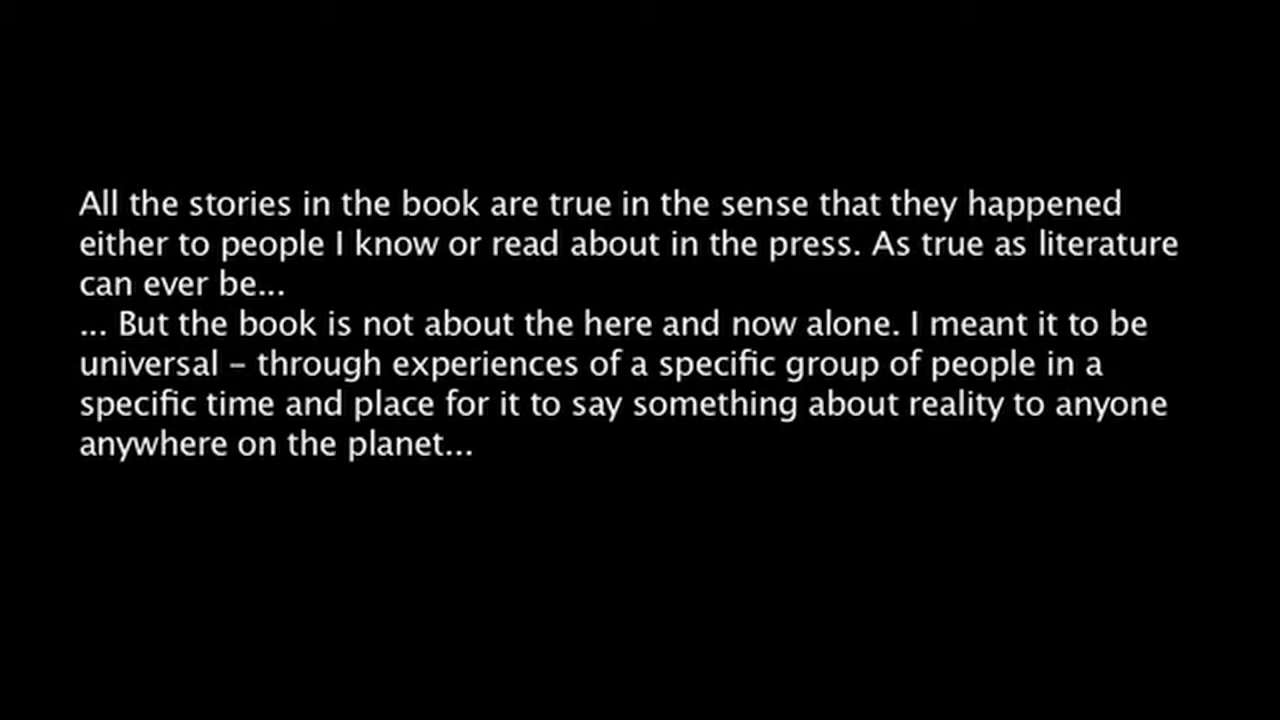 All the stories in the book are true in the sense that they happened
either to people I know or read about in the press. As true as literature
can ever be...
... But the book is not about the here and now alone. I meant it to be
universal – through experiences of a specific group of people in a
specific time and place for it to say something about reality to anyone
anywhere on the planet...